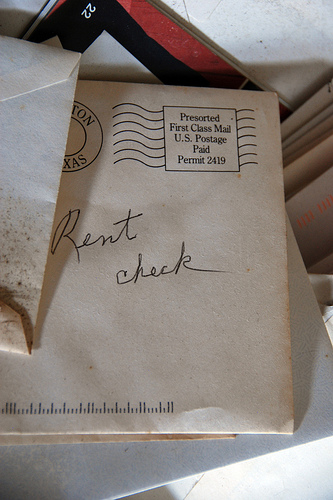 22
TON
XAS
Presorted
First Class Mail
U.S. Postage
Paid
Permit 2419
Rent
check